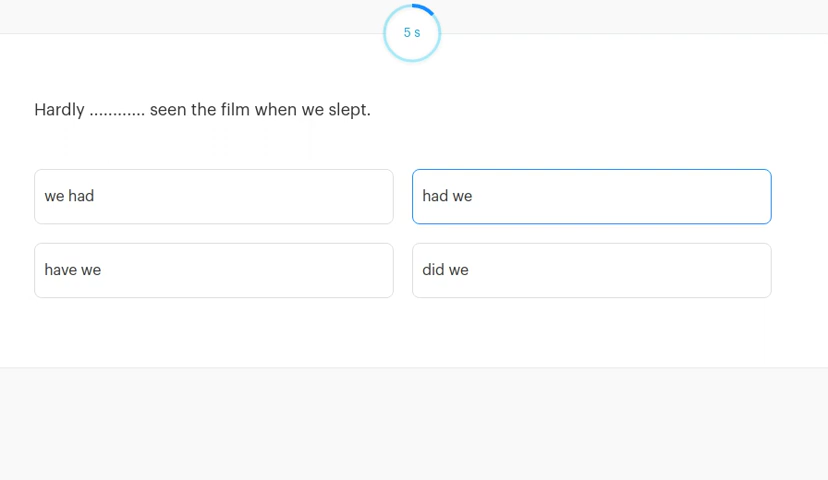 5 s
Hardly ............ seen the film when we slept.
we had
had we
have we
did we